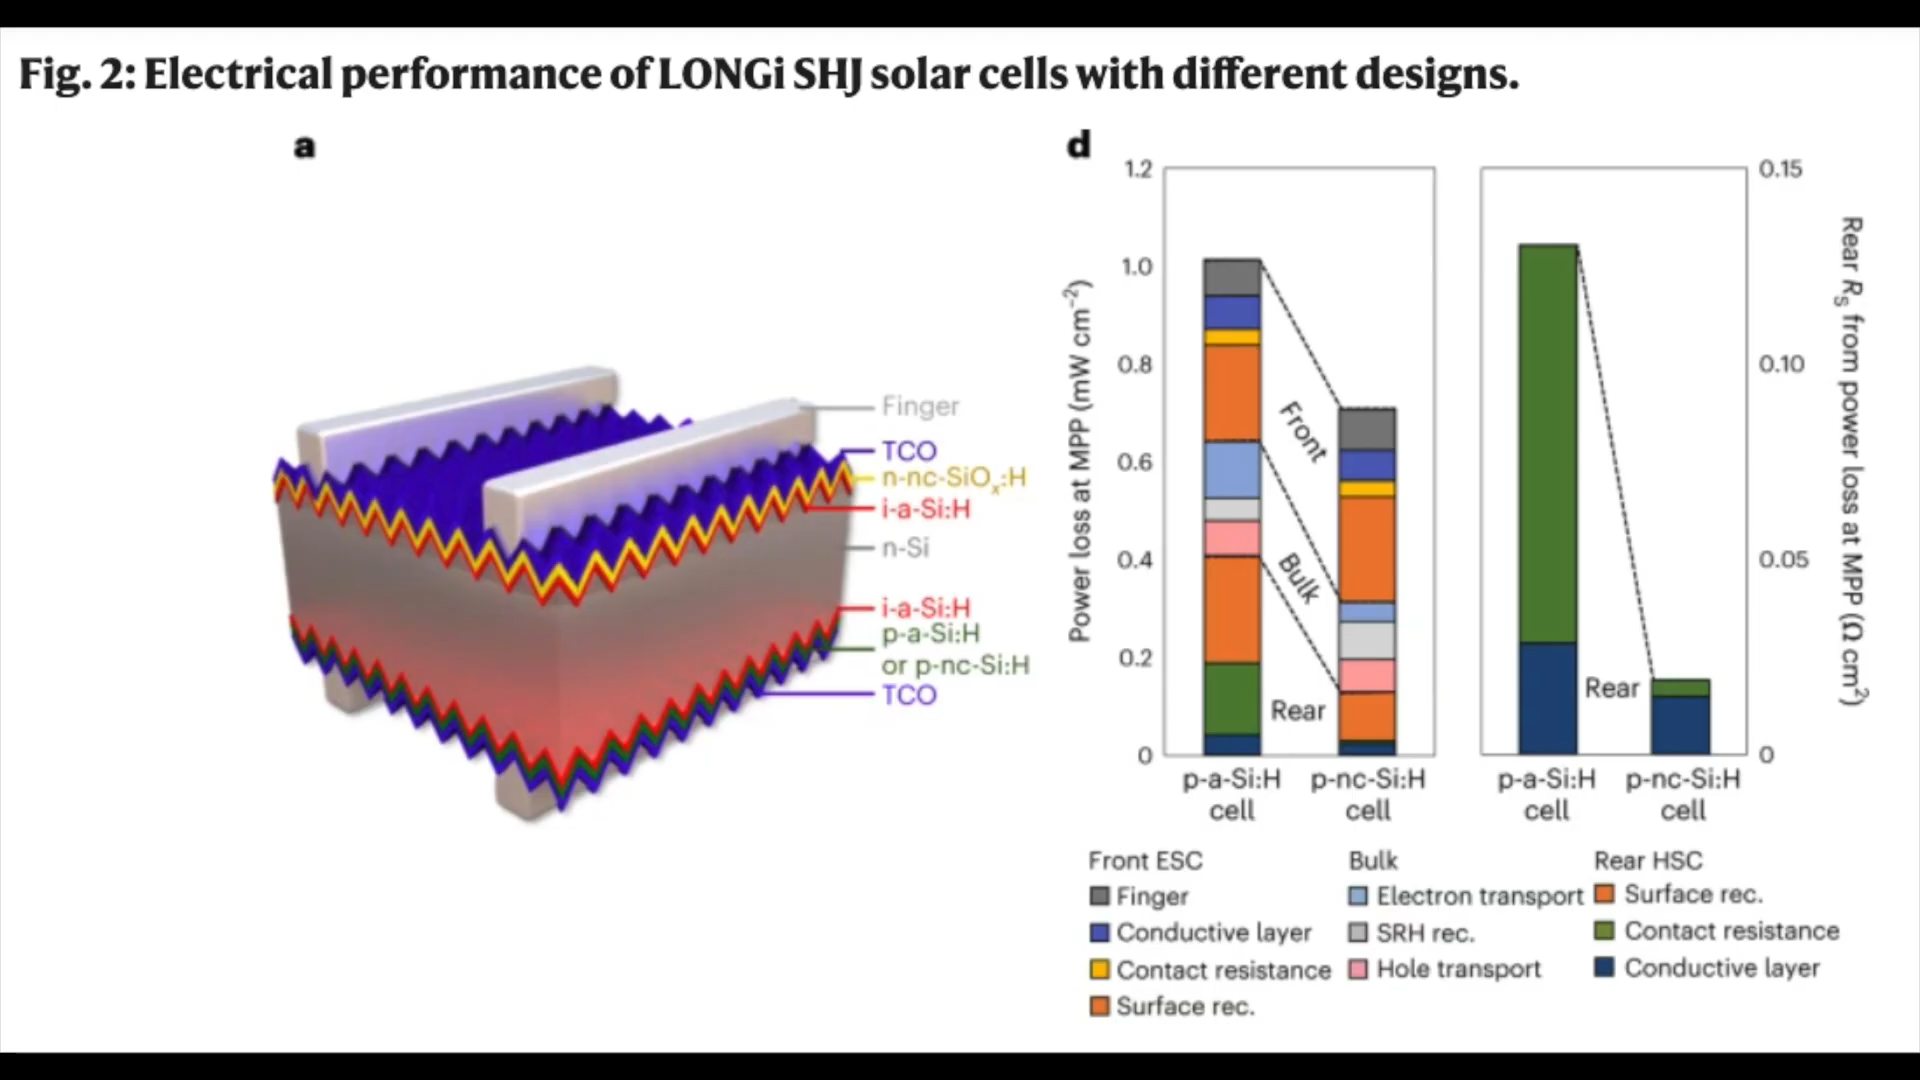 Fig. 2: Electrical performance of LONGi SHJ solar cells with different designs.
a
Finger
TCO
n-nc-SiOₓ:H
i-a-Si:H
n-Si
i-a-Si:H
p-a-Si:H
or p-nc-Si:H
TCO
d
Power loss at MPP (mW cm⁻²)
1.2
1.0
0.8
0.6
0.4
0.2
0
Front
Bulk
Rear
p-a-Si:H
cell
p-nc-Si:H
cell
Rear
p-a-Si:H
cell
p-nc-Si:H
cell
0.15
0.10
0.05
0
Rear Rₛ from power loss at MPP (Ω cm²)
Front ESC
Finger
Conductive layer
Contact resistance
Surface rec.
Bulk
Electron transport
SRH rec.
Hole transport
Rear HSC
Surface rec.
Contact resistance
Conductive layer